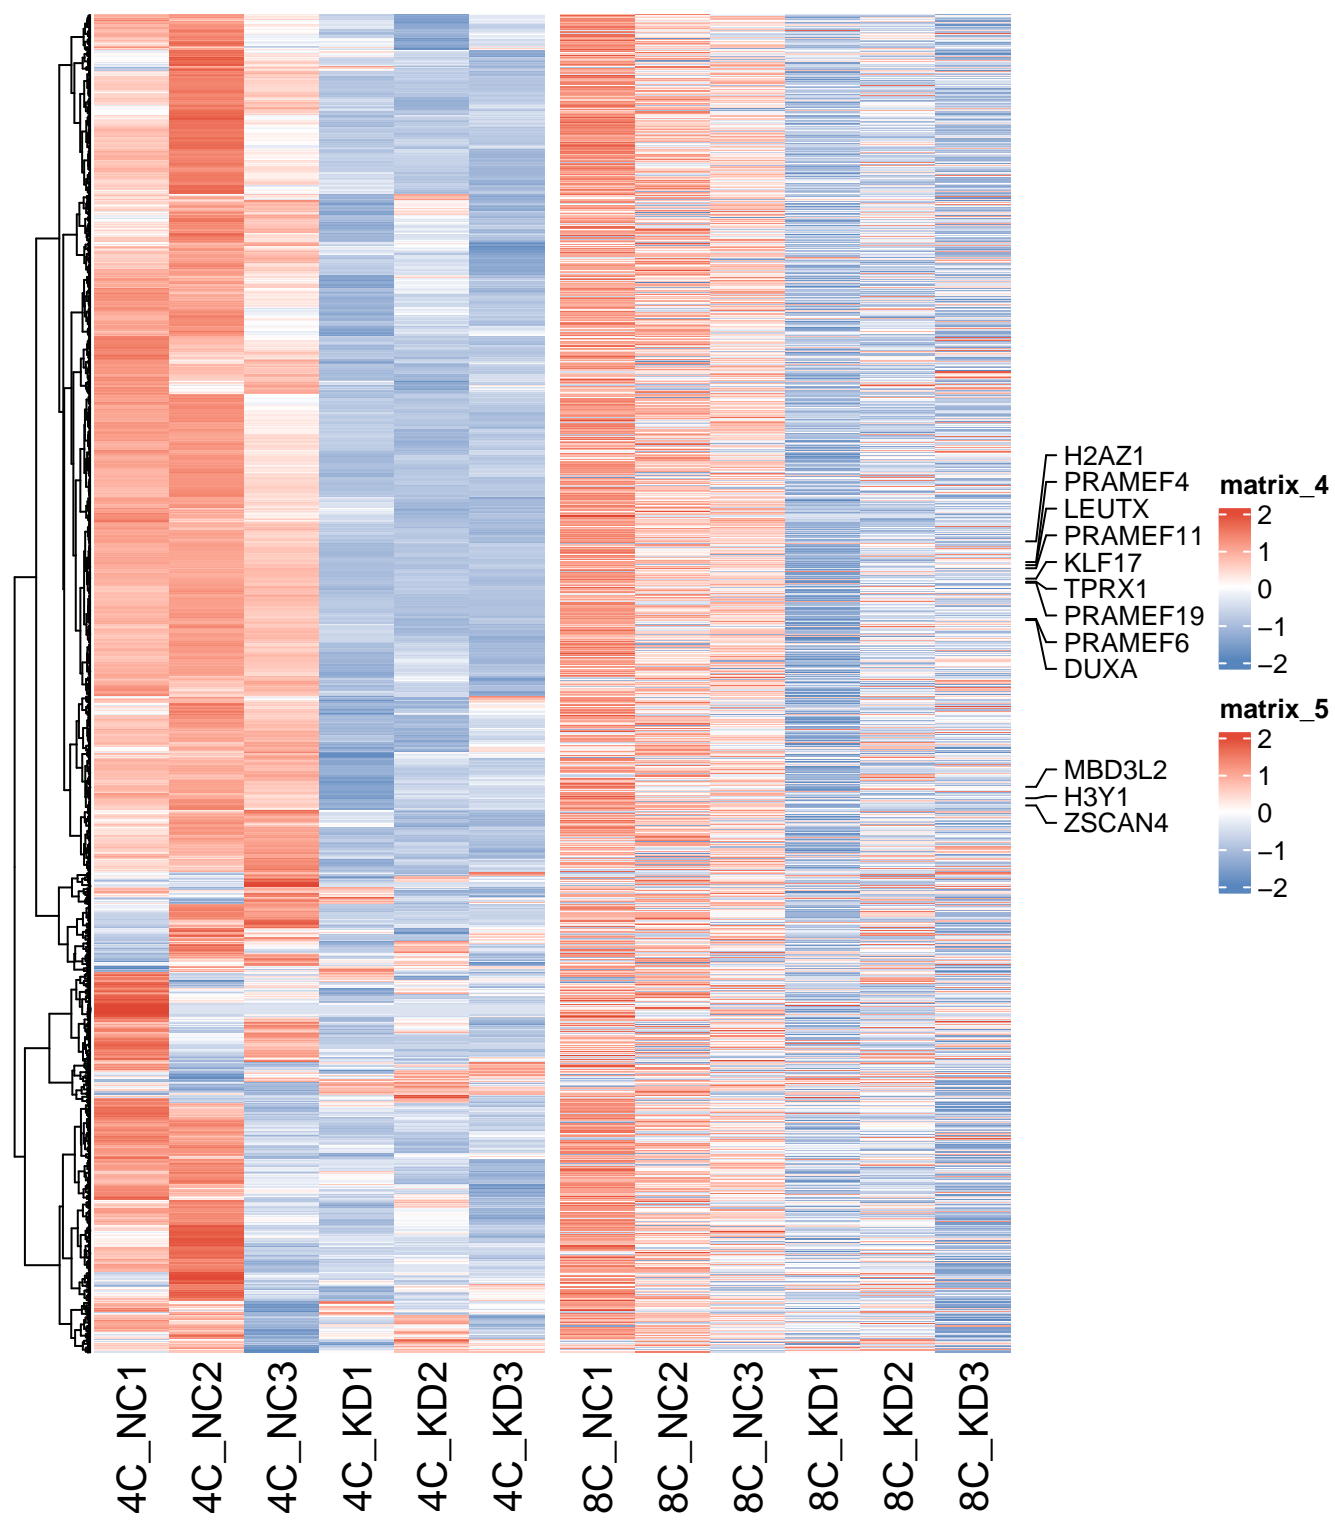 H2AZ1
PRAMEF4
LEUTX
PRAMEF11
KLF17
TPRX1
PRAMEF19
PRAMEF6
DUXA
MBD3L2
H3Y1
ZSCAN4
matrix_4
2
1
0
−1
−2
matrix_5
2
1
0
−1
−2
4C_NC1
4C_NC2
4C_NC3
4C_KD1
4C_KD2
4C_KD3
8C_NC1
8C_NC2
8C_NC3
8C_KD1
8C_KD2
8C_KD3